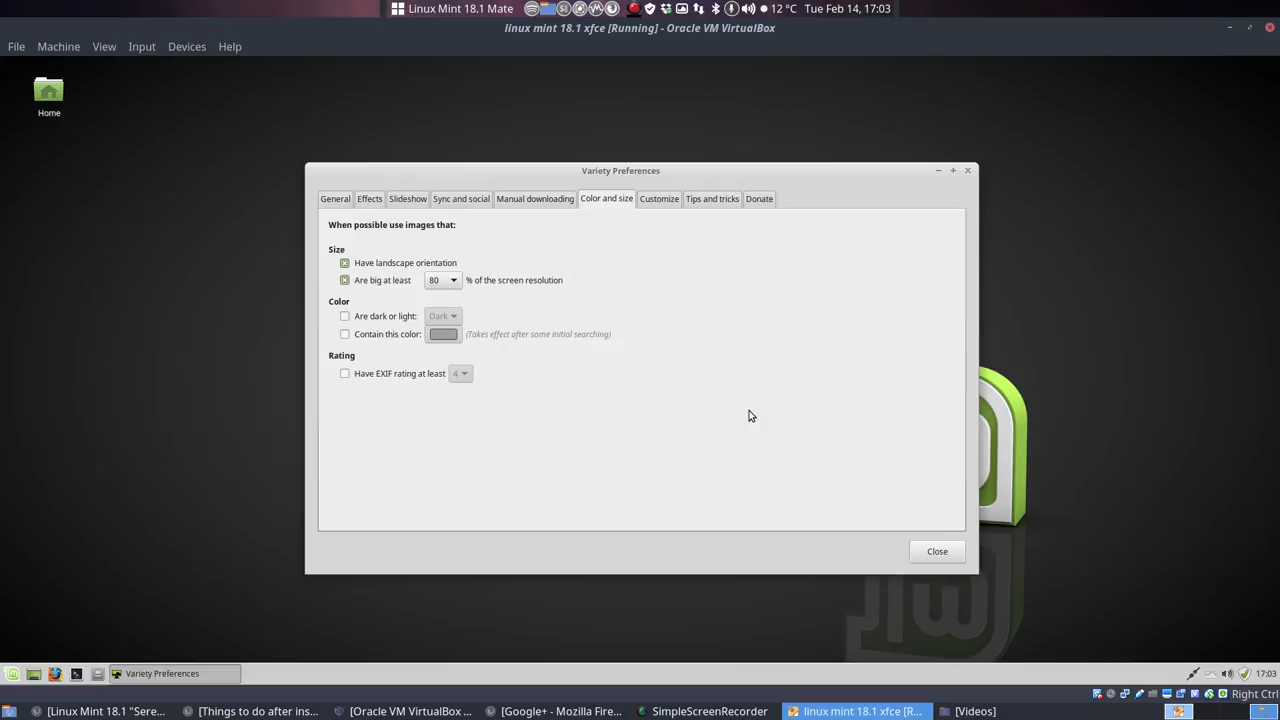 Linux Mint 18.1 Mate
12 °C Tue Feb 14, 17:03
linux mint 18.1 xfce [Running] - Oracle VM VirtualBox
File Machine View Input Devices Help
Home
Variety Preferences
General Effects Slideshow Sync and social Manual downloading Color and size Customize Tips and tricks Donate
When possible use images that:
Size
Have landscape orientation
Are big at least 80 % of the screen resolution
Color
Are dark or light: Dark
Contain this color: (Takes effect after some initial searching)
Rating
Have EXIF rating at least 4
Close
Variety Preferences 17:03
Right Ctrl
[Linux Mint 18.1 "Sere... [Things to do after ins... [Oracle VM VirtualBox ... [Google+ - Mozilla Fire... SimpleScreenRecorder linux mint 18.1 xfce [R... [Videos]